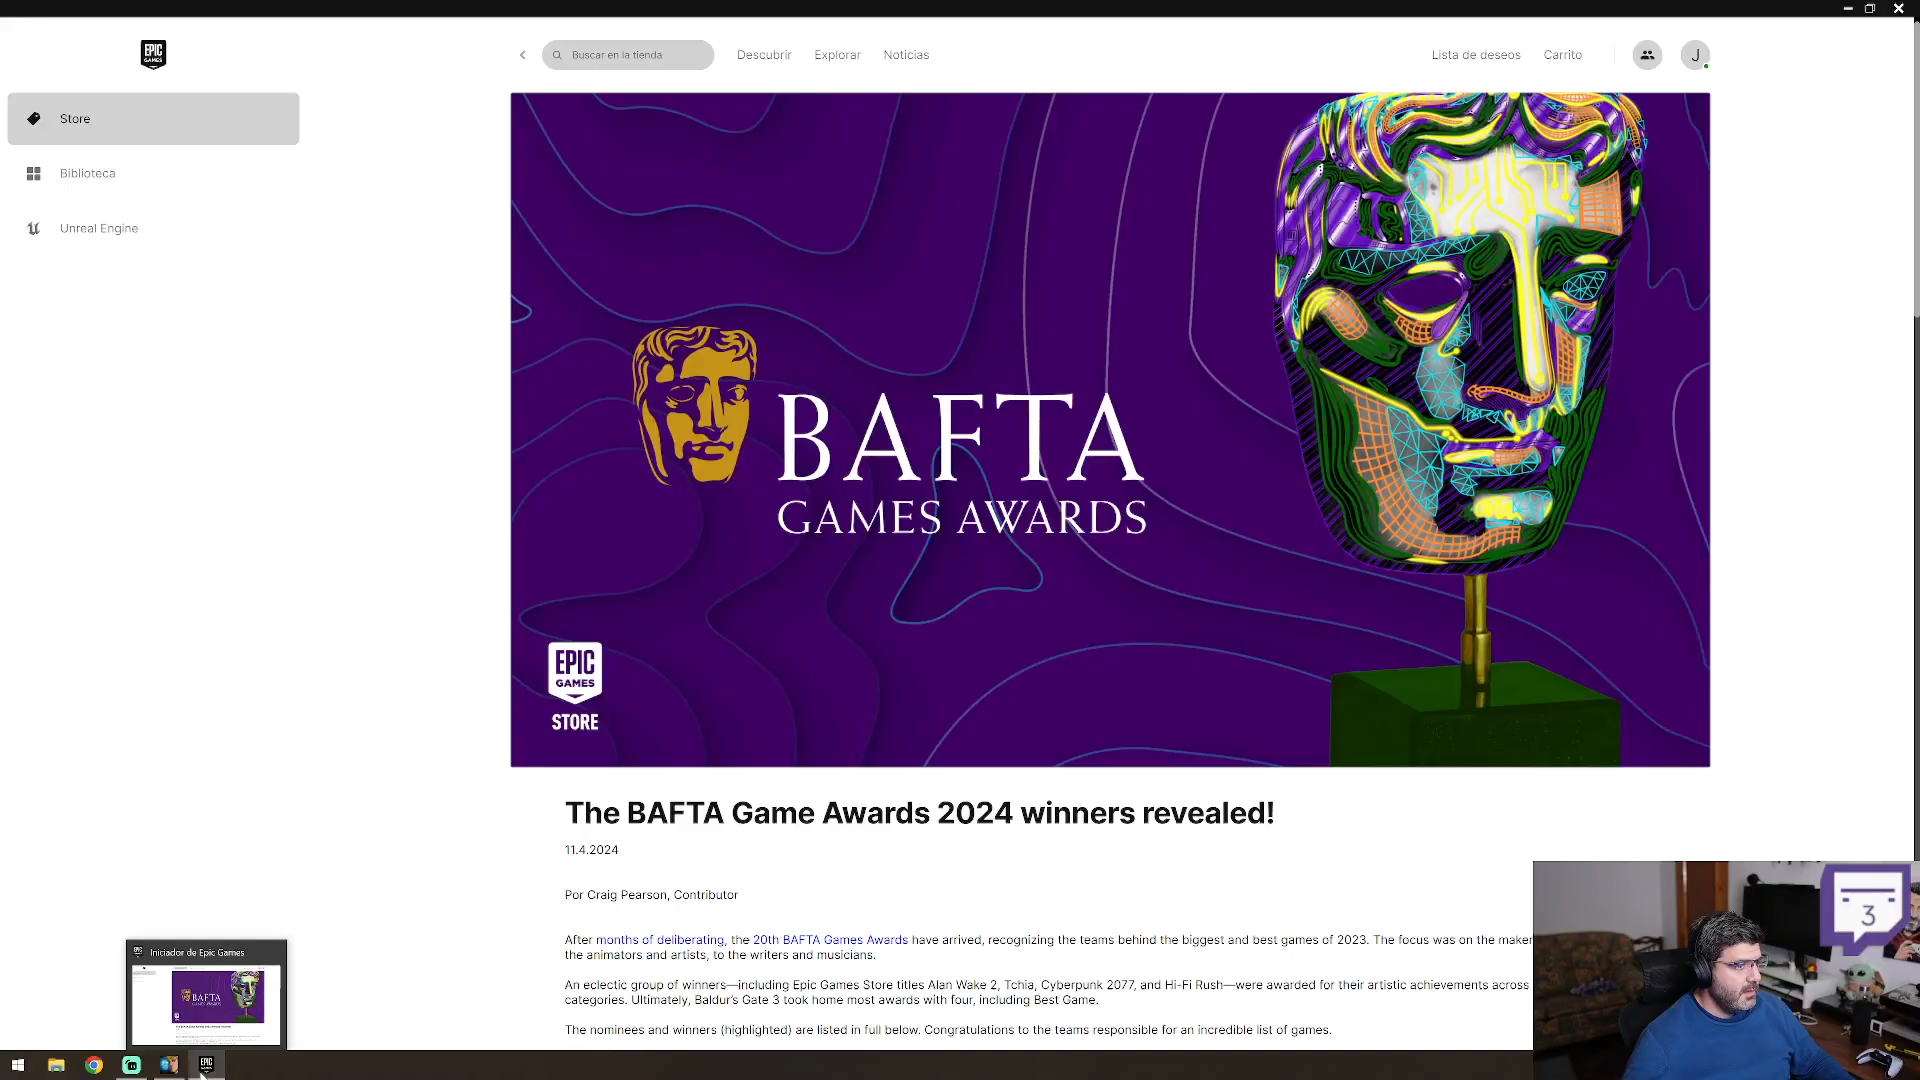 EPIC
GAMES
Buscar en la tienda
Descubrir
Explorar
Noticias
Lista de deseos
Carrito
J
Store
Biblioteca
Unreal Engine
BAFTA
GAMES AWARDS
EPIC
GAMES
STORE
The BAFTA Game Awards 2024 winners revealed!
11.4.2024
Por Craig Pearson, Contributor
After months of deliberating, the 20th BAFTA Games Awards have arrived, recognizing the teams behind the biggest and best games of 2023. The focus was on the maker
the animators and artists, to the writers and musicians.
An eclectic group of winners—including Epic Games Store titles Alan Wake 2, Tchia, Cyberpunk 2077, and Hi-Fi Rush—were awarded for their artistic achievements across
categories. Ultimately, Baldur's Gate 3 took home most awards with four, including Best Game.
The nominees and winners (highlighted) are listed in full below. Congratulations to the teams responsible for an incredible list of games.
3
Iniciador de Epic Games
BAFTA
EPIC
GAMES